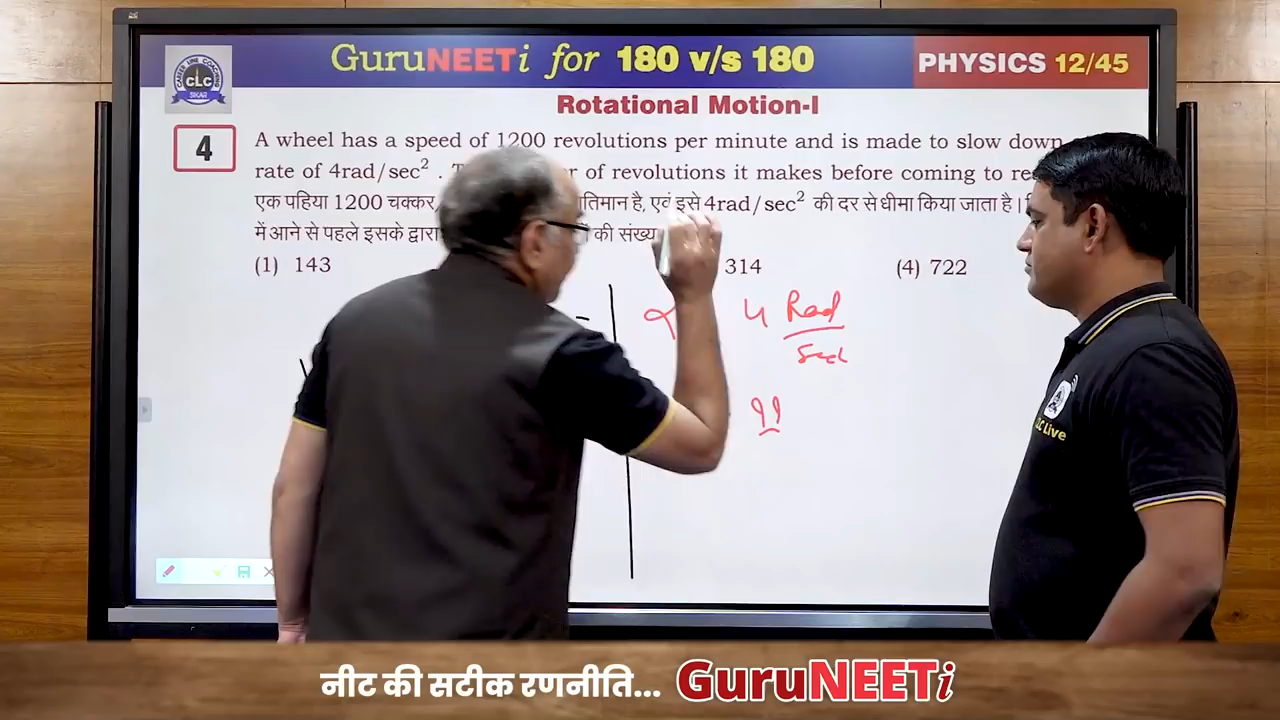 GuruNEETi for 180 v/s 180
PHYSICS 12/45
CAREER LINE COACHING
CLC
SIKAR
Rotational Motion-I
4
A wheel has a speed of 1200 revolutions per minute and is made to slow down
rate of 4rad/sec² . of revolutions it makes before coming to
एक पहिया 1200 चक्कर है, एवं इसे 4rad/sec² की दर से धीमा किया जाता है।
में आने से पहले इसके द्वारा की
(1) 143
314
(4) 722
α 4 Rad
Sec
Live
नीट की सटीक रणनीति... GuruNEETi